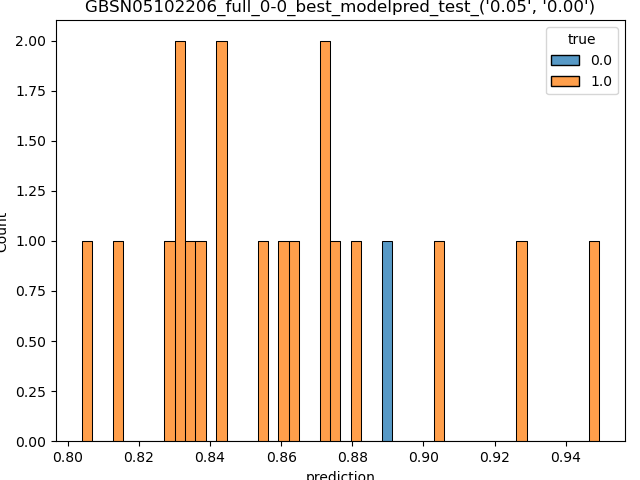 GBSN05102206_full_0-0_best_modelpred_test_('0.05', '0.00')
2.00
1.75
1.50
1.25
1.00
0.75
0.50
0.25
0.00
Count
true
0.0
1.0
0.80 0.82 0.84 0.86 0.88 0.90 0.92 0.94
prediction